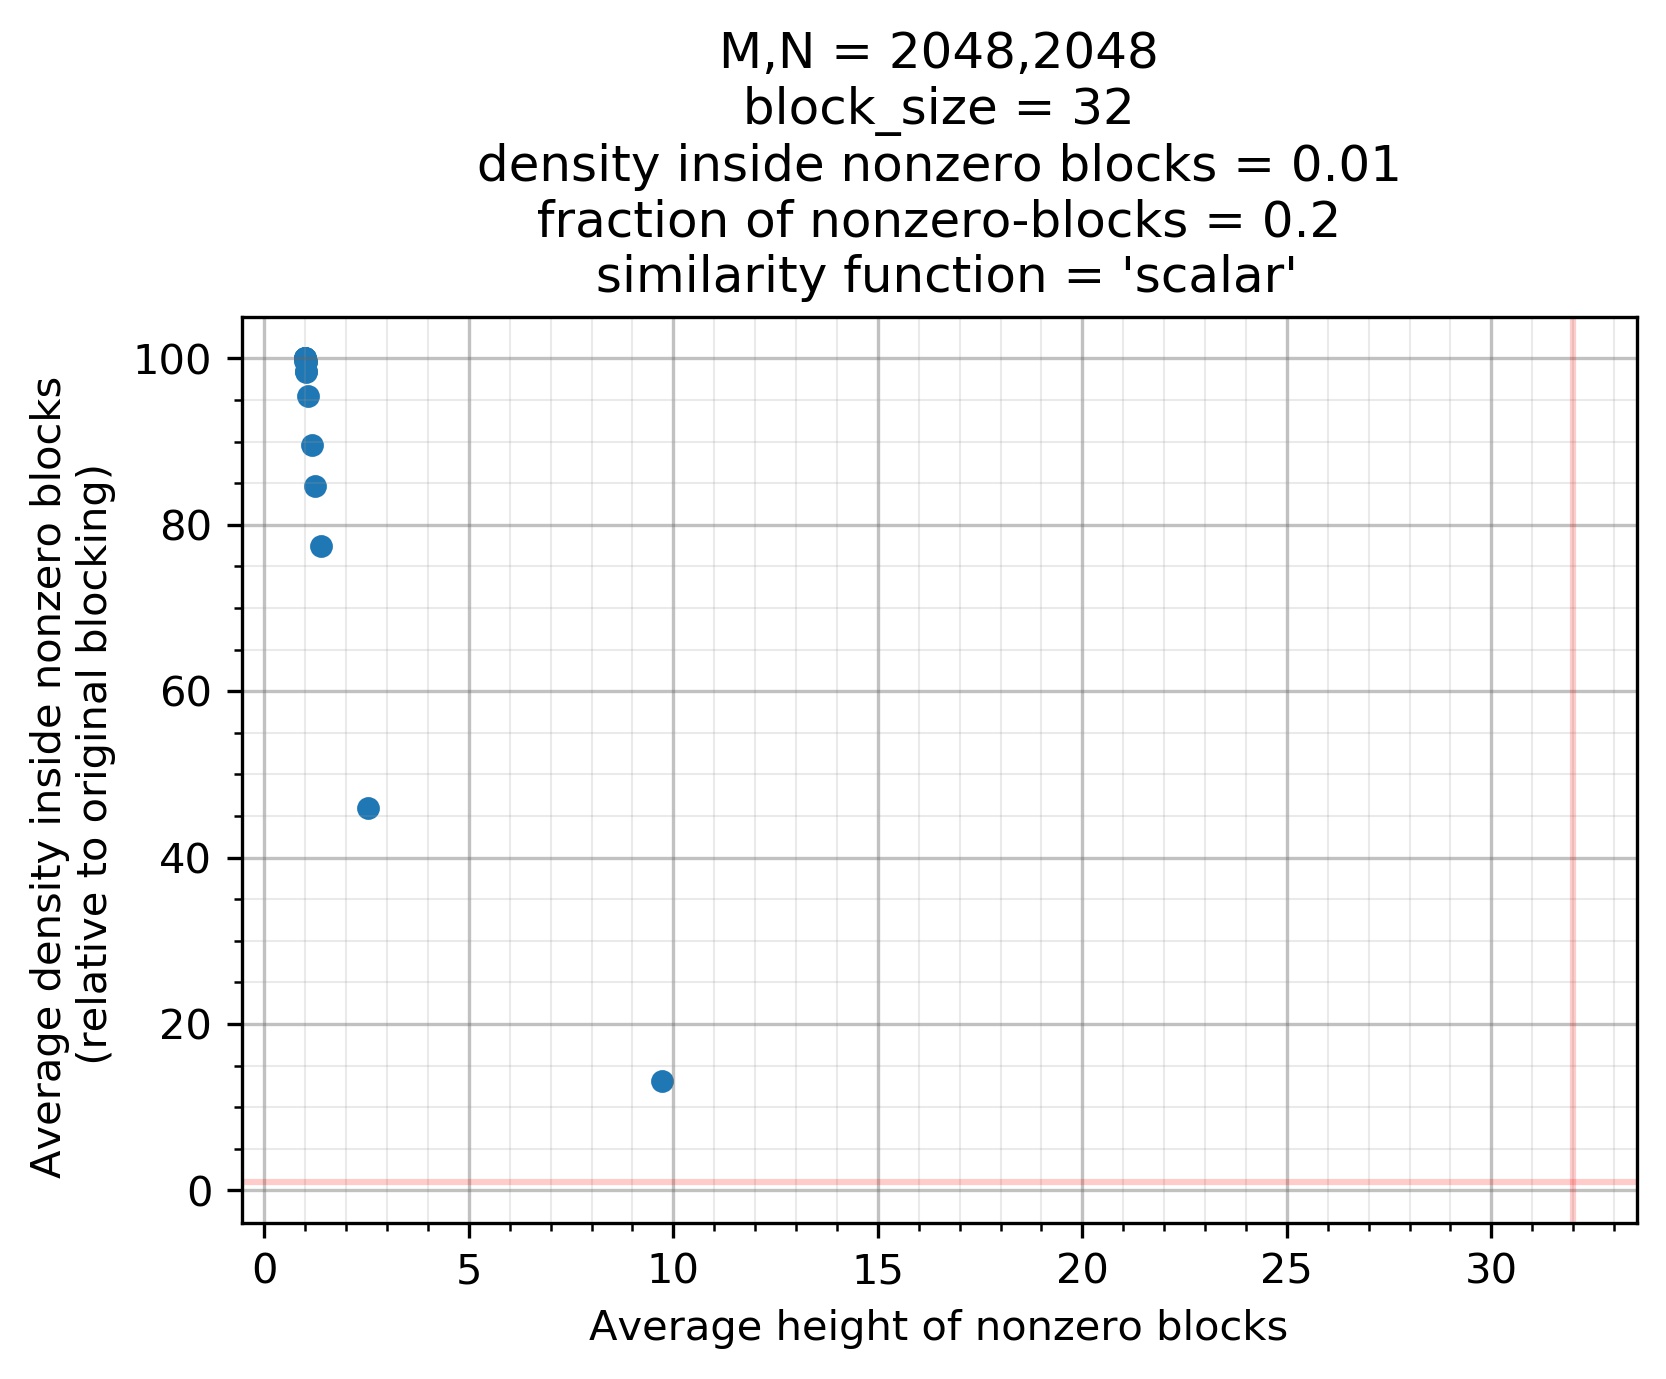 M,N = 2048,2048
block_size = 32
density inside nonzero blocks = 0.01
fraction of nonzero-blocks = 0.2
similarity function = 'scalar'
Average density inside nonzero blocks
(relative to original blocking)
100
80
60
40
20
0
0 5 10 15 20 25 30
Average height of nonzero blocks